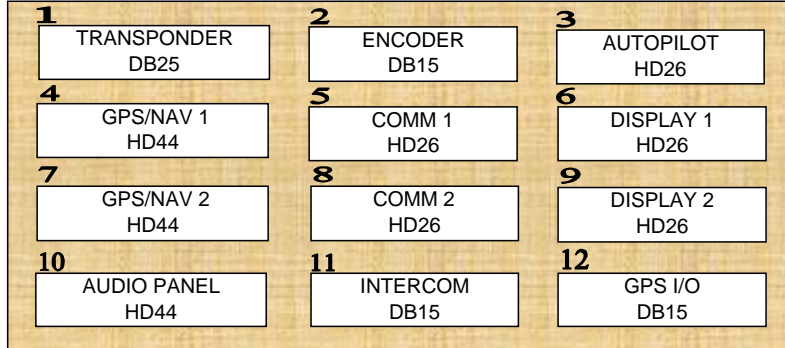 1
TRANSPONDER
DB25
2
ENCODER
DB15
3
AUTOPILOT
HD26
4
GPS/NAV 1
HD44
5
COMM 1
HD26
6
DISPLAY 1
HD26
7
GPS/NAV 2
HD44
8
COMM 2
HD26
9
DISPLAY 2
HD26
10
AUDIO PANEL
HD44
11
INTERCOM
DB15
12
GPS I/O
DB15